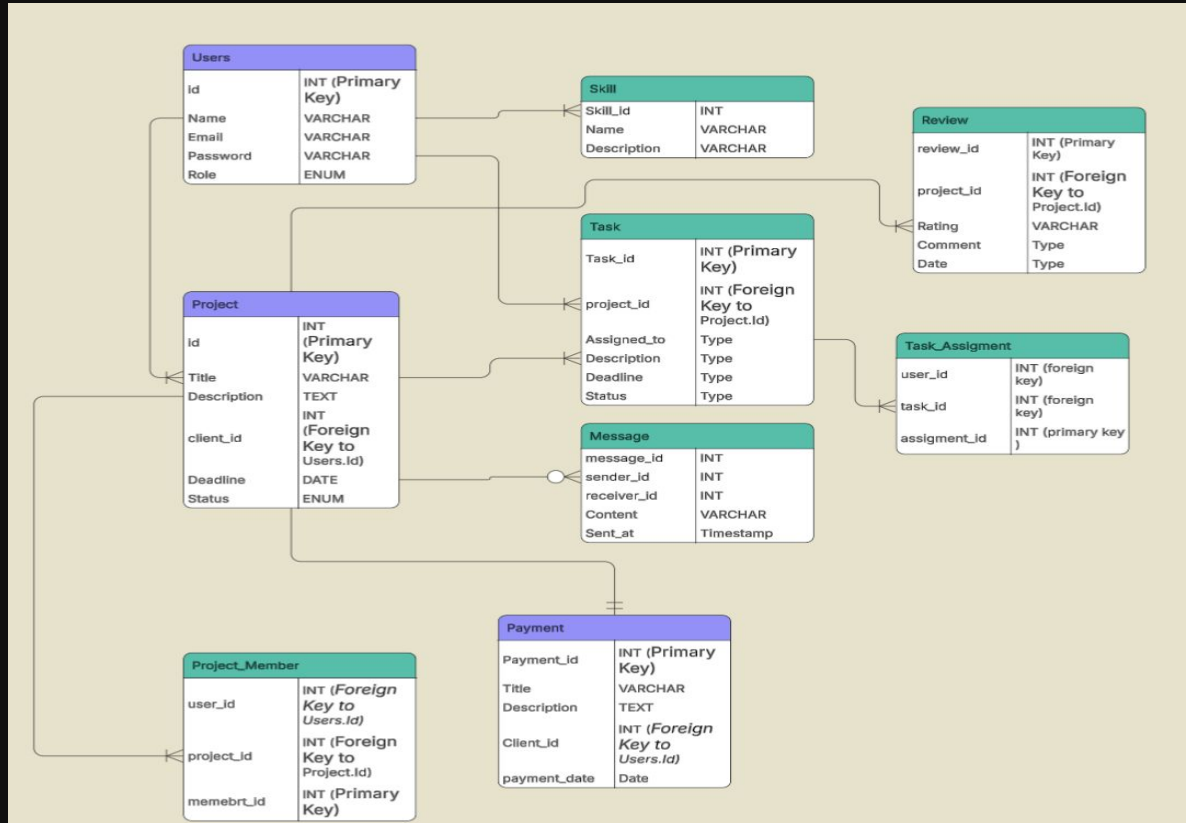 Users
id INT (Primary
Key)
Name VARCHAR
Email VARCHAR
Password VARCHAR
Role ENUM
Skill
Skill_id INT
Name VARCHAR
Description VARCHAR
Review
review_id INT (Primary
Key)
project_id INT (Foreign
Key to
Project.Id)
Rating VARCHAR
Comment Type
Date Type
Task
Task_id INT (Primary
Key)
project_id INT (Foreign
Key to
Project.Id)
Assigned_to Type
Description Type
Deadline Type
Status Type
Project
id INT
(Primary
Key)
Title VARCHAR
Description TEXT
client_id INT
(Foreign
Key to
Users.Id)
Deadline DATE
Status ENUM
Task_Assigment
user_id INT (foreign
key)
task_id INT (foreign
key)
assigment_id INT (primary key
)
Message
message_id INT
sender_id INT
receiver_id INT
Content VARCHAR
Sent_at Timestamp
Payment
Payment_id INT (Primary
Key)
Title VARCHAR
Description TEXT
Client_id INT (Foreign
Key to
Users.Id)
payment_date Date
Project_Member
user_id INT (Foreign
Key to
Users.Id)
project_id INT (Foreign
Key to
Project.Id)
memebrt_id INT (Primary
Key)